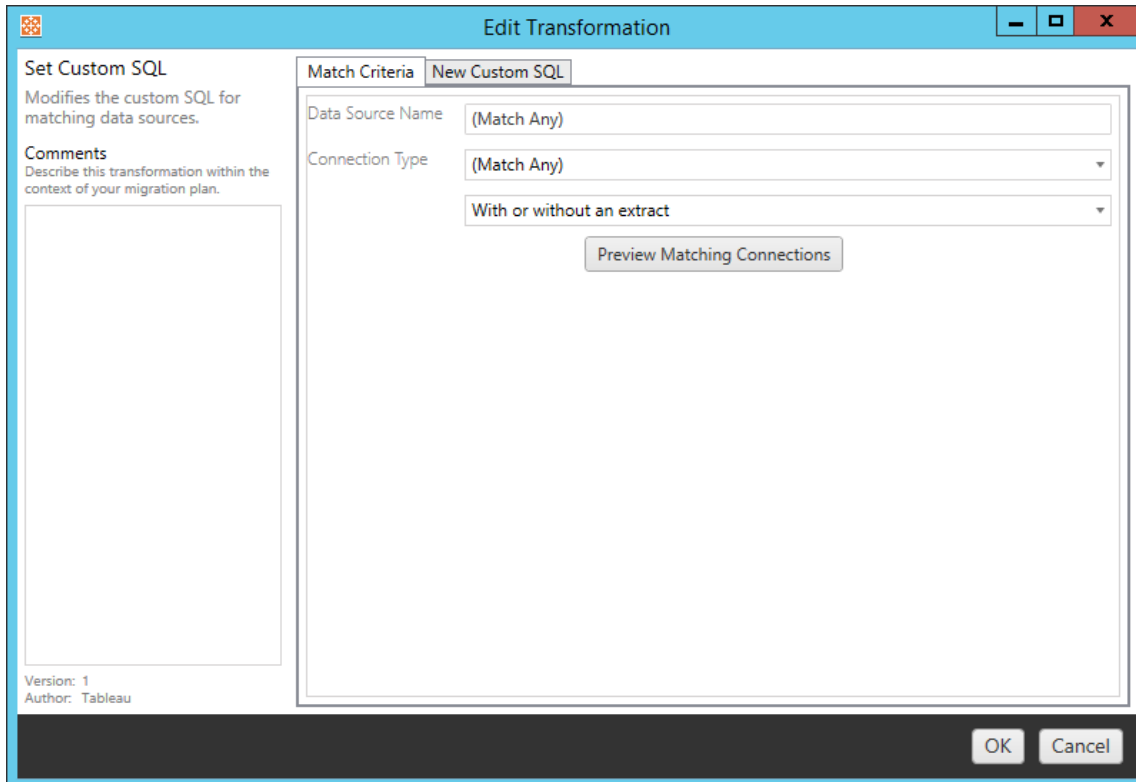 Edit Transformation
Set Custom SQL
Modifies the custom SQL for
matching data sources.
Comments
Describe this transformation within the
context of your migration plan.
Version: 1
Author: Tableau
Match Criteria
New Custom SQL
Data Source Name
(Match Any)
Connection Type
(Match Any)
With or without an extract
Preview Matching Connections
OK
Cancel